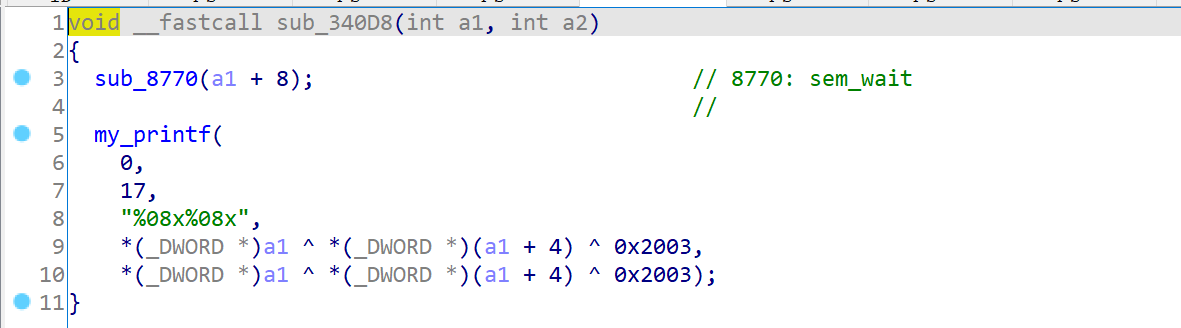 1 void __fastcall sub_340D8(int a1, int a2)
2 {
3   sub_8770(a1 + 8);                             // 8770: sem_wait
4                                                 //
5   my_printf(
6     0,
7     17,
8     "%08x%08x",
9     *(_DWORD *)a1 ^ *(_DWORD *)(a1 + 4) ^ 0x2003,
10     *(_DWORD *)a1 ^ *(_DWORD *)(a1 + 4) ^ 0x2003);
11 }